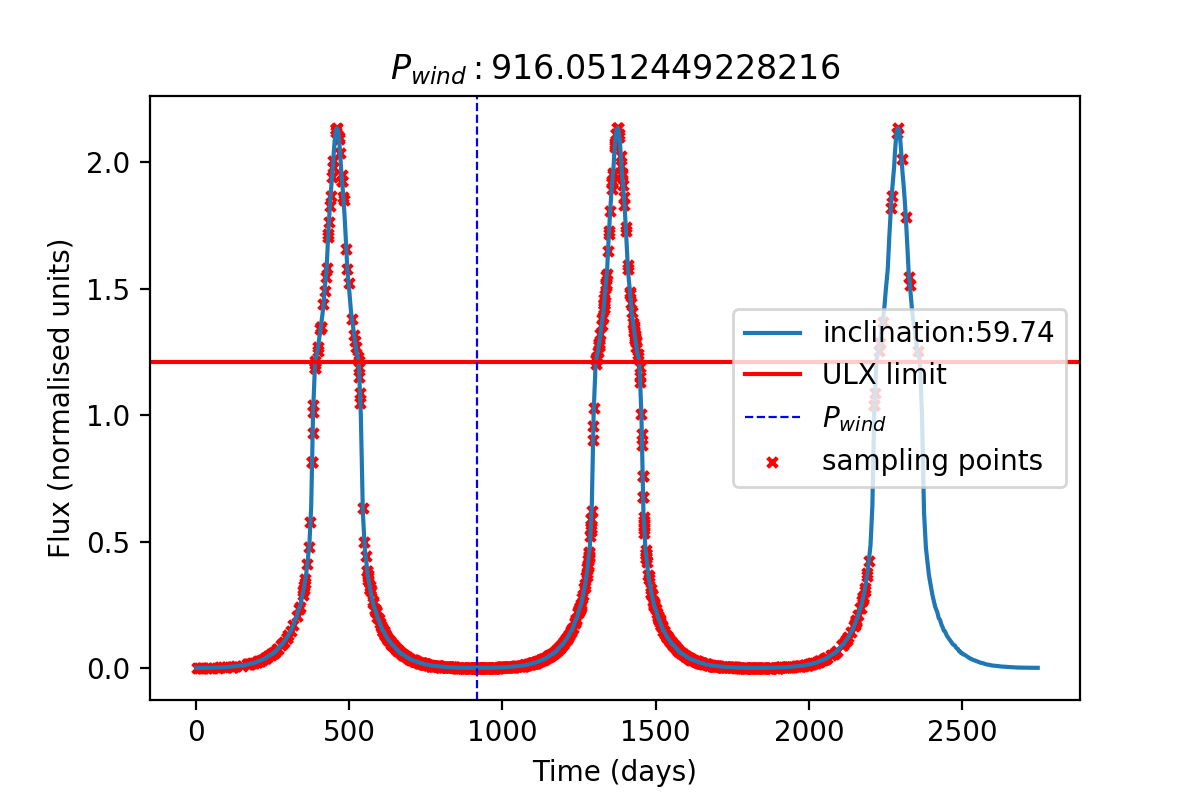 P_wind : 916.0512449228216
2.0
1.5
1.0
0.5
0.0
Flux (normalised units)
inclination:59.74
ULX limit
P_wind
sampling points
0 500 1000 1500 2000 2500
Time (days)